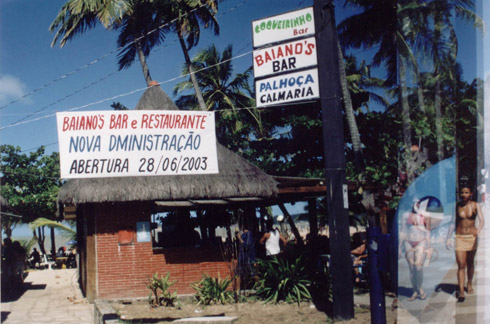 COQUEIRINHO
Bar
BAIANO'S
BAR
PALHOÇA
CALMARIA
BAIANO'S BAR e RESTAURANTE
NOVA DMINISTRAÇÃO
ABERTURA 28/06/2003